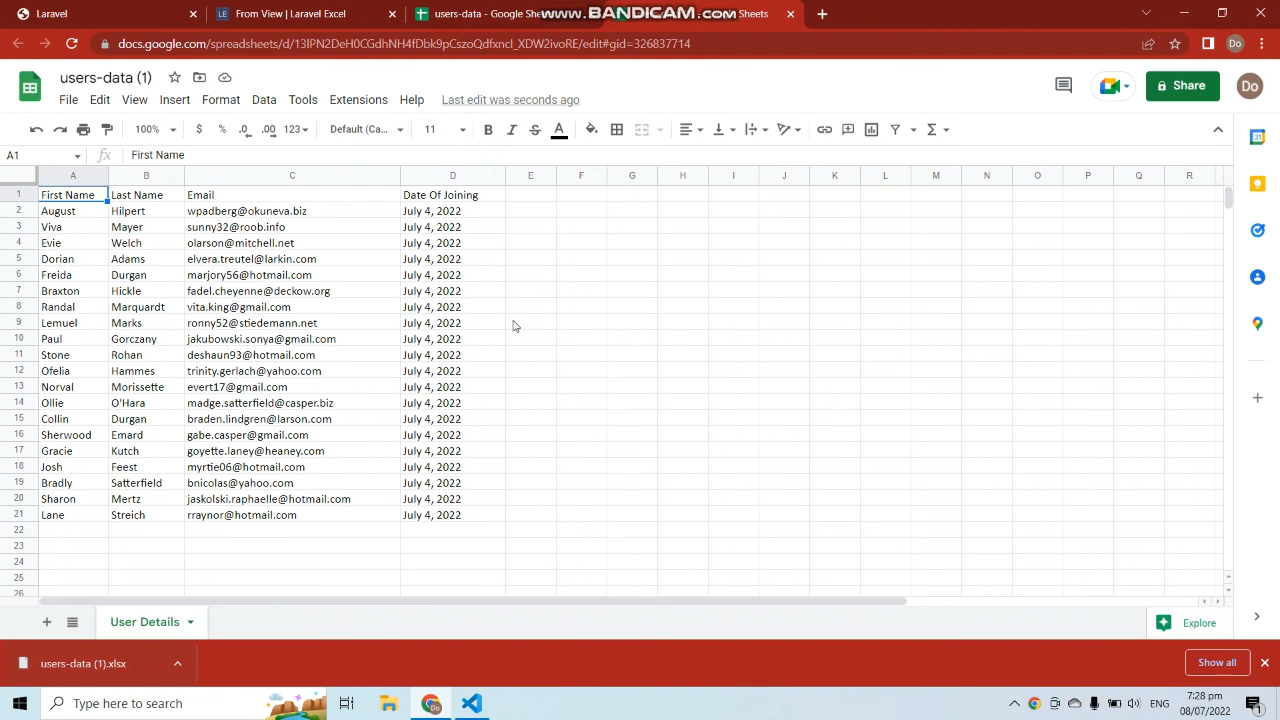 Laravel
From View | Laravel Excel
users-data - Google She
Sheets
www.BANDICAM.com
docs.google.com/spreadsheets/d/13IPN2DeH0CGdhNH4fDbk9pCszoQdfxncI_XDW2ivoRE/edit#gid=326837714
Do
users-data (1)
Share
Do
File Edit View Insert Format Data Tools Extensions Help Last edit was seconds ago
100% $ % .0 .00 123 Default (Ca... 11 B I S A
A1 fx First Name
A B C D E F G H I J K L M N O P Q R
1 First Name Last Name Email Date Of Joining
2 August Hilpert wpadberg@okuneva.biz July 4, 2022
3 Viva Mayer sunny32@roob.info July 4, 2022
4 Evie Welch olarson@mitchell.net July 4, 2022
5 Dorian Adams elvera.treutel@larkin.com July 4, 2022
6 Freida Durgan marjory56@hotmail.com July 4, 2022
7 Braxton Hickle fadel.cheyenne@deckow.org July 4, 2022
8 Randal Marquardt vita.king@gmail.com July 4, 2022
9 Lemuel Marks ronny52@stiedemann.net July 4, 2022
10 Paul Gorczany jakubowski.sonya@gmail.com July 4, 2022
11 Stone Rohan deshaun93@hotmail.com July 4, 2022
12 Ofelia Hammes trinity.gerlach@yahoo.com July 4, 2022
13 Norval Morissette evert17@gmail.com July 4, 2022
14 Ollie O'Hara madge.satterfield@casper.biz July 4, 2022
15 Collin Durgan braden.lindgren@larson.com July 4, 2022
16 Sherwood Emard gabe.casper@gmail.com July 4, 2022
17 Gracie Kutch goyette.laney@heaney.com July 4, 2022
18 Josh Feest myrtie06@hotmail.com July 4, 2022
19 Bradly Satterfield bnicolas@yahoo.com July 4, 2022
20 Sharon Mertz jaskolski.raphaelle@hotmail.com July 4, 2022
21 Lane Streich rraynor@hotmail.com July 4, 2022
22
23
24
25
26
User Details
Explore
users-data (1).xlsx
Show all
Type here to search
ENG
7:28 pm
08/07/2022